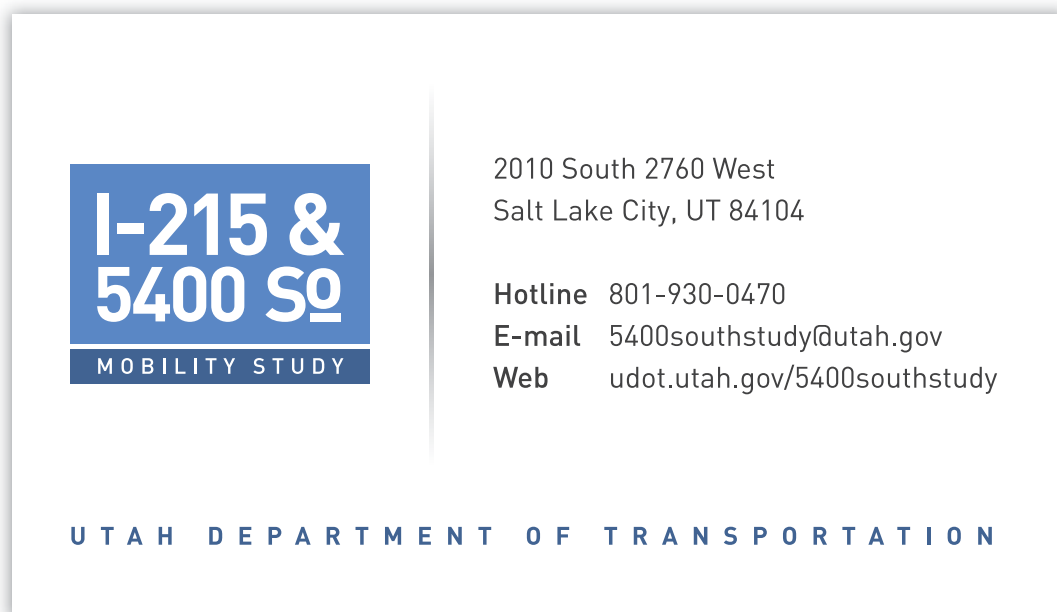 I-215 &
5400 So
MOBILITY STUDY
2010 South 2760 West
Salt Lake City, UT 84104
Hotline 801-930-0470
E-mail 5400southstudy@utah.gov
Web udot.utah.gov/5400southstudy
UTAH DEPARTMENT OF TRANSPORTATION